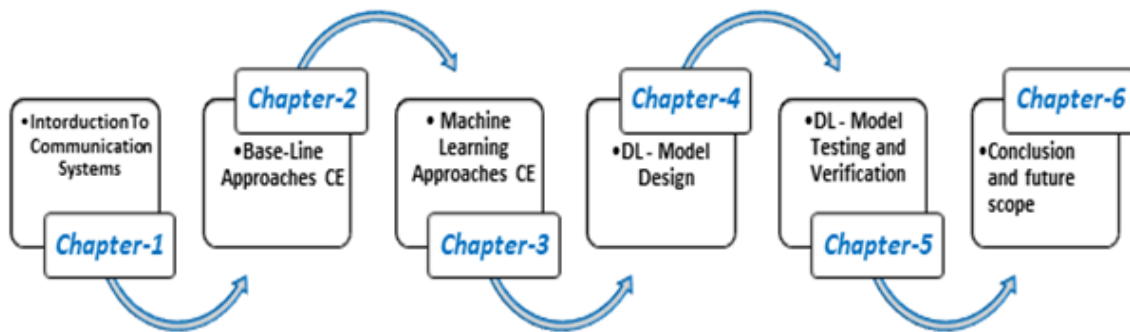 •Intorduction To
Communication
Systems
Chapter-1
Chapter-2
•Base-Line
Approaches CE
• Machine
Learning
Approaches CE
Chapter-3
Chapter-4
•DL - Model
Design
•DL - Model
Testing and
Verification
Chapter-5
Chapter-6
•Conclusion
and future
scope